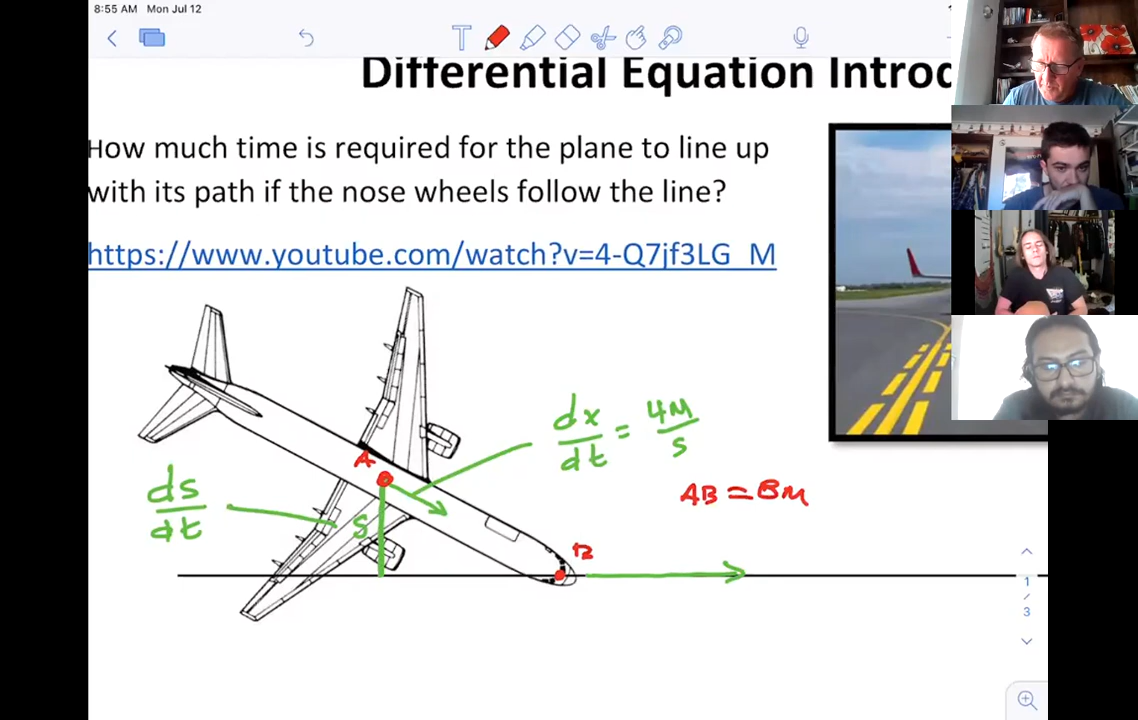 8:55 AM Mon Jul 12
Differential Equation Introd
How much time is required for the plane to line up
with its path if the nose wheels follow the line?
https://www.youtube.com/watch?v=4-Q7jf3LG_M
dx/dt = 4M/s
A
AB = 8M
ds/dt
S
B
1
/
3